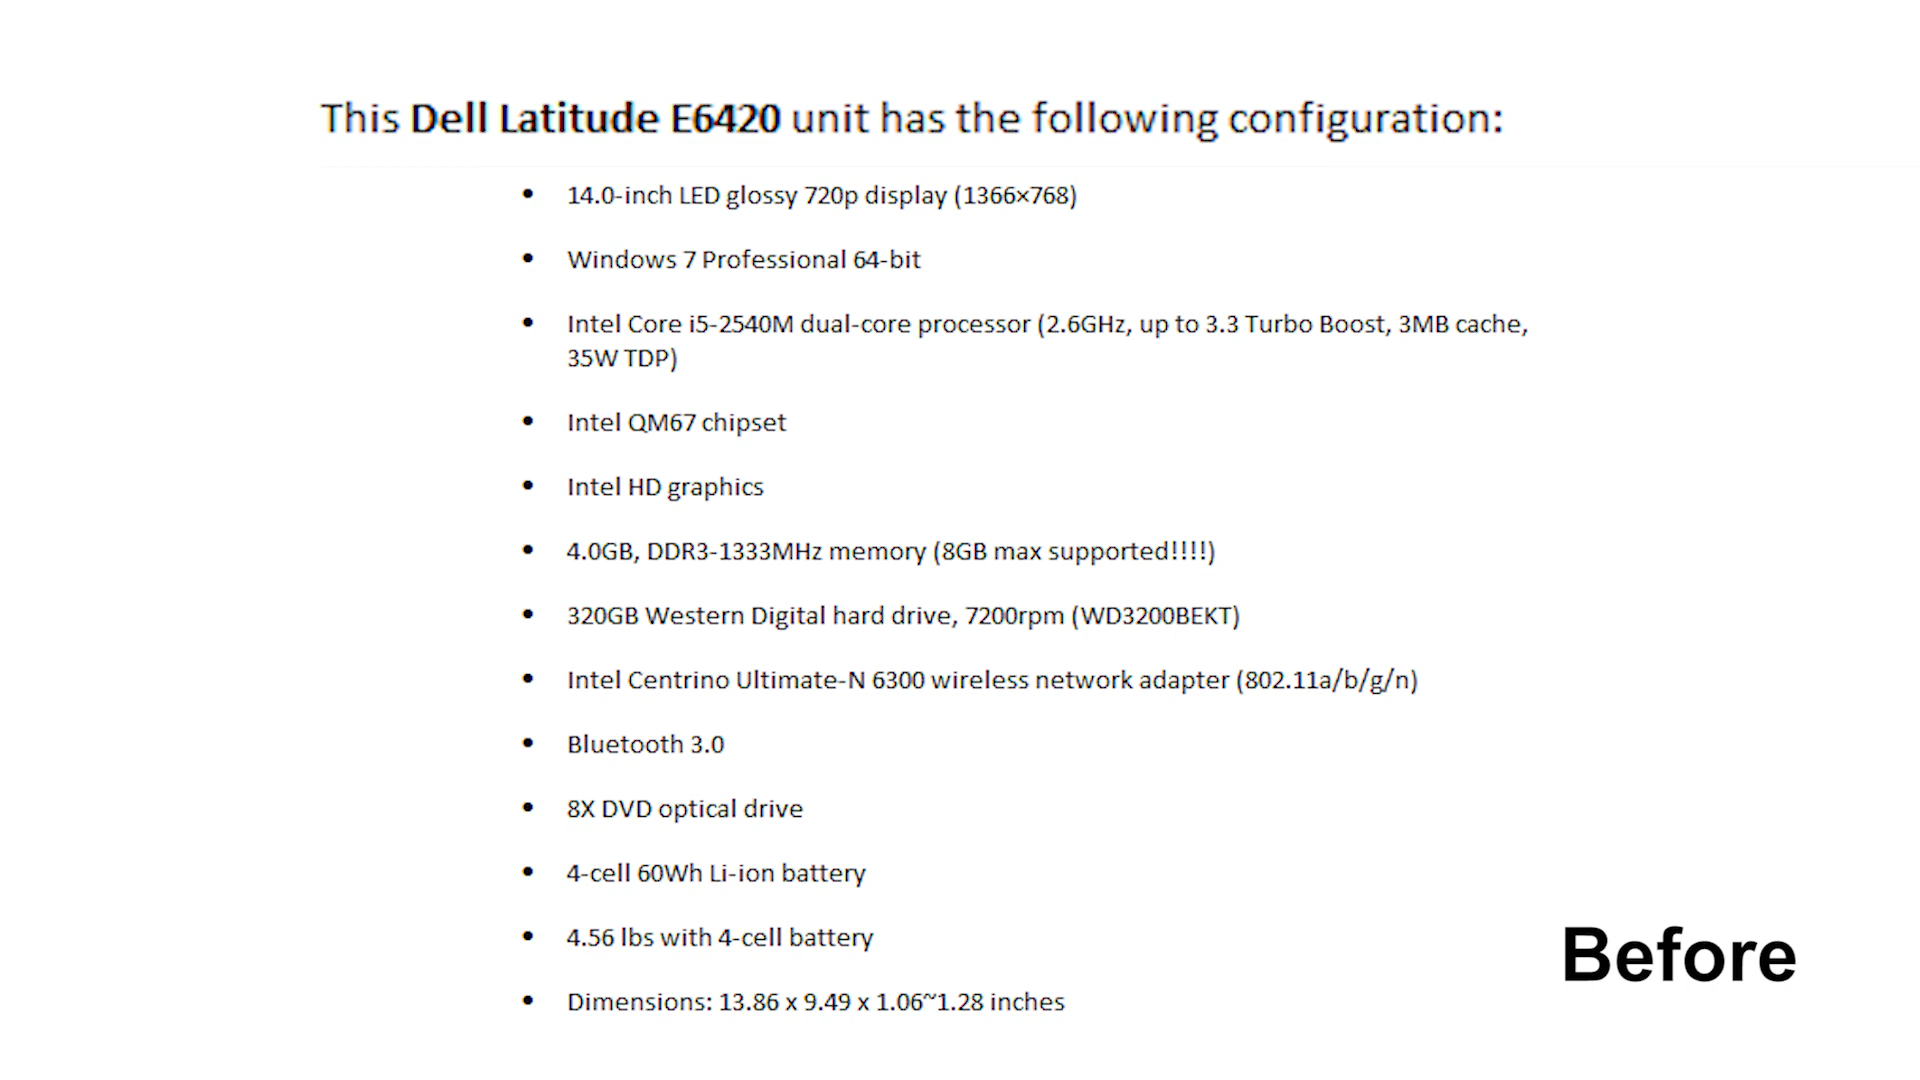 This Dell Latitude E6420 unit has the following configuration:
• 14.0-inch LED glossy 720p display (1366×768)
• Windows 7 Professional 64-bit
• Intel Core i5-2540M dual-core processor (2.6GHz, up to 3.3 Turbo Boost, 3MB cache,
35W TDP)
• Intel QM67 chipset
• Intel HD graphics
• 4.0GB, DDR3-1333MHz memory (8GB max supported!!!!)
• 320GB Western Digital hard drive, 7200rpm (WD3200BEKT)
• Intel Centrino Ultimate-N 6300 wireless network adapter (802.11a/b/g/n)
• Bluetooth 3.0
• 8X DVD optical drive
• 4-cell 60Wh Li-ion battery
• 4.56 lbs with 4-cell battery
• Dimensions: 13.86 x 9.49 x 1.06~1.28 inches
Before